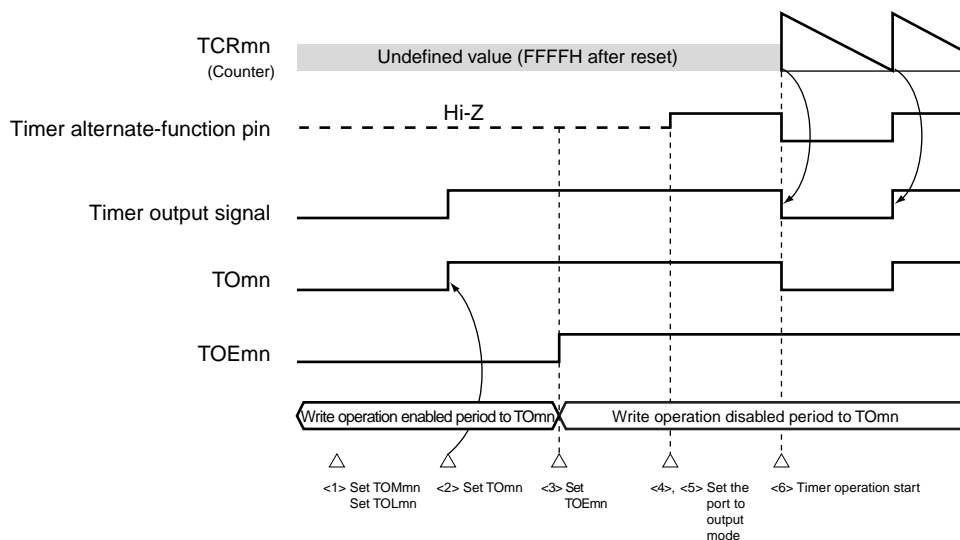 TCRmn
(Counter)
Undefined value (FFFFH after reset)
Hi-Z
Timer alternate-function pin
Timer output signal
TOmn
TOEmn
Write operation enabled period to TOmn
Write operation disabled period to TOmn
<1> Set TOMmn
Set TOLmn
<2> Set TOmn
<3> Set
TOEmn
<4>, <5> Set the
port to
output
mode
<6> Timer operation start